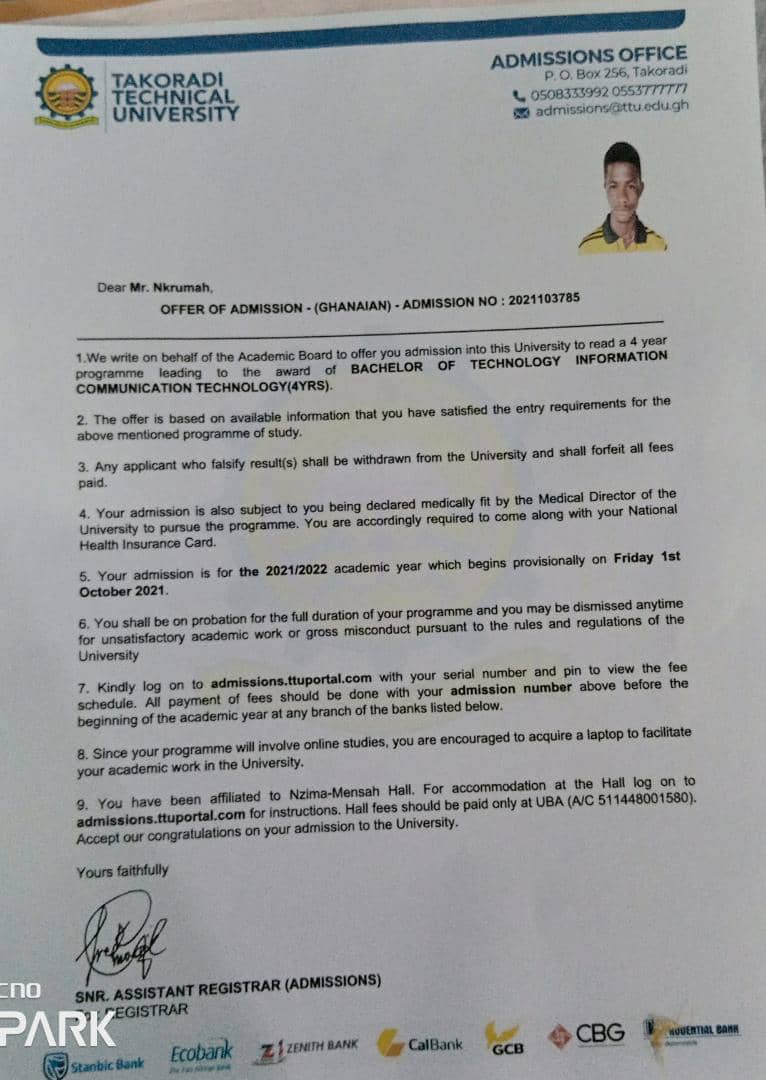 TAKORADI
TECHNICAL
UNIVERSITY
ADMISSIONS OFFICE
P. O. Box 256, Takoradi
0508333992 0553777777
admissions@ttu.edu.gh
Dear Mr. Nkrumah,
OFFER OF ADMISSION - (GHANAIAN) - ADMISSION NO : 2021103785
1.We write on behalf of the Academic Board to offer you admission into this University to read a 4 year
programme leading to the award of BACHELOR OF TECHNOLOGY INFORMATION
COMMUNICATION TECHNOLOGY(4YRS).
2. The offer is based on available information that you have satisfied the entry requirements for the
above mentioned programme of study.
3. Any applicant who falsify result(s) shall be withdrawn from the University and shall forfeit all fees
paid.
4. Your admission is also subject to you being declared medically fit by the Medical Director of the
University to pursue the programme. You are accordingly required to come along with your National
Health Insurance Card.
5. Your admission is for the 2021/2022 academic year which begins provisionally on Friday 1st
October 2021.
6. You shall be on probation for the full duration of your programme and you may be dismissed anytime
for unsatisfactory academic work or gross misconduct pursuant to the rules and regulations of the
University
7. Kindly log on to admissions.ttuportal.com with your serial number and pin to view the fee
schedule. All payment of fees should be done with your admission number above before the
beginning of the academic year at any branch of the banks listed below.
8. Since your programme will involve online studies, you are encouraged to acquire a laptop to facilitate
your academic work in the University.
9. You have been affiliated to Nzima-Mensah Hall. For accommodation at the Hall log on to
admissions.ttuportal.com for instructions. Hall fees should be paid only at UBA (A/C 511448001580).
Accept our congratulations on your admission to the University.
Yours faithfully
SNR. ASSISTANT REGISTRAR (ADMISSIONS)
REGISTRAR
CNO
PARK
Stanbic Bank
Ecobank
ZENITH BANK
CalBank
GCB
CBG
RUDENTIAL BANK